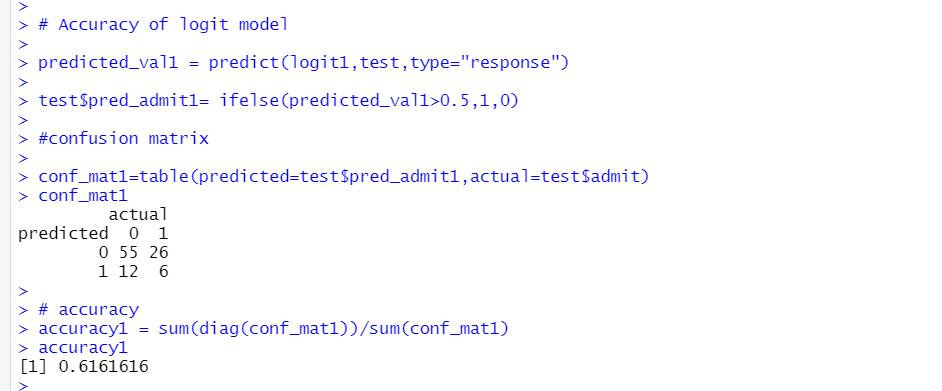 >
> # Accuracy of logit model
>
> predicted_val1 = predict(logit1,test,type="response")
>
> test$pred_admit1= ifelse(predicted_val1>0.5,1,0)
>
> #confusion matrix
>
> conf_mat1=table(predicted=test$pred_admit1,actual=test$admit)
> conf_mat1
         actual
predicted  0  1
        0 55 26
        1 12  6
>
> # accuracy
> accuracy1 = sum(diag(conf_mat1))/sum(conf_mat1)
> accuracy1
[1] 0.6161616
>